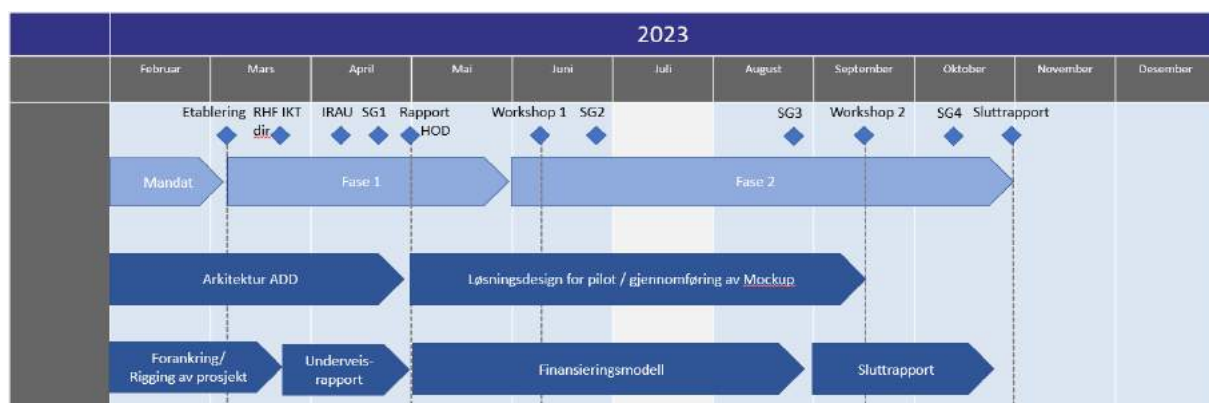 2023
Februar Mars April Mai Juni Juli August September Oktober November Desember
Etablering RHF IKT IRAU SG1 Rapport Workshop 1 SG2 SG3 Workshop 2 SG4 Sluttrapport
dir HOD
Mandat Fase 1 Fase 2
Arkitektur ADD Løsningsdesign for pilot / gjennomføring av Mockup
Forankring/
Rigging av prosjekt
Underveis-
rapport
Finansieringsmodell
Sluttrapport